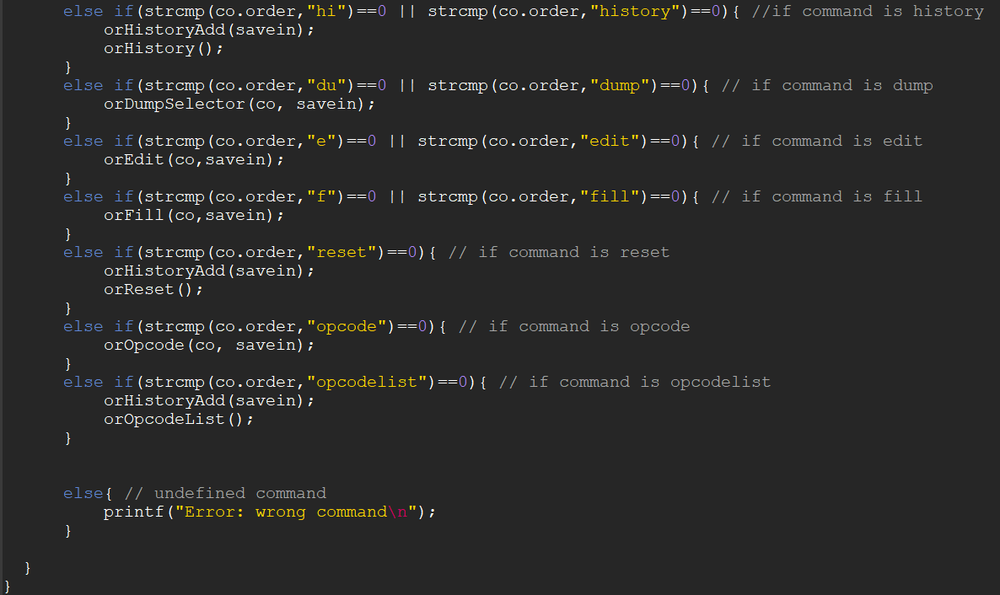 else if(strcmp(co.order,"hi")==0 || strcmp(co.order,"history")==0){ //if command is history
orHistoryAdd(savein);
orHistory();
}
else if(strcmp(co.order,"du")==0 || strcmp(co.order,"dump")==0){ // if command is dump
orDumpSelector(co, savein);
}
else if(strcmp(co.order,"e")==0 || strcmp(co.order,"edit")==0){ // if command is edit
orEdit(co,savein);
}
else if(strcmp(co.order,"f")==0 || strcmp(co.order,"fill")==0){ // if command is fill
orFill(co,savein);
}
else if(strcmp(co.order,"reset")==0){ // if command is reset
orHistoryAdd(savein);
orReset();
}
else if(strcmp(co.order,"opcode")==0){ // if command is opcode
orOpcode(co, savein);
}
else if(strcmp(co.order,"opcodelist")==0){ // if command is opcodelist
orHistoryAdd(savein);
orOpcodeList();
}
else{ // undefined command
printf("Error: wrong command\n");
}
}
}